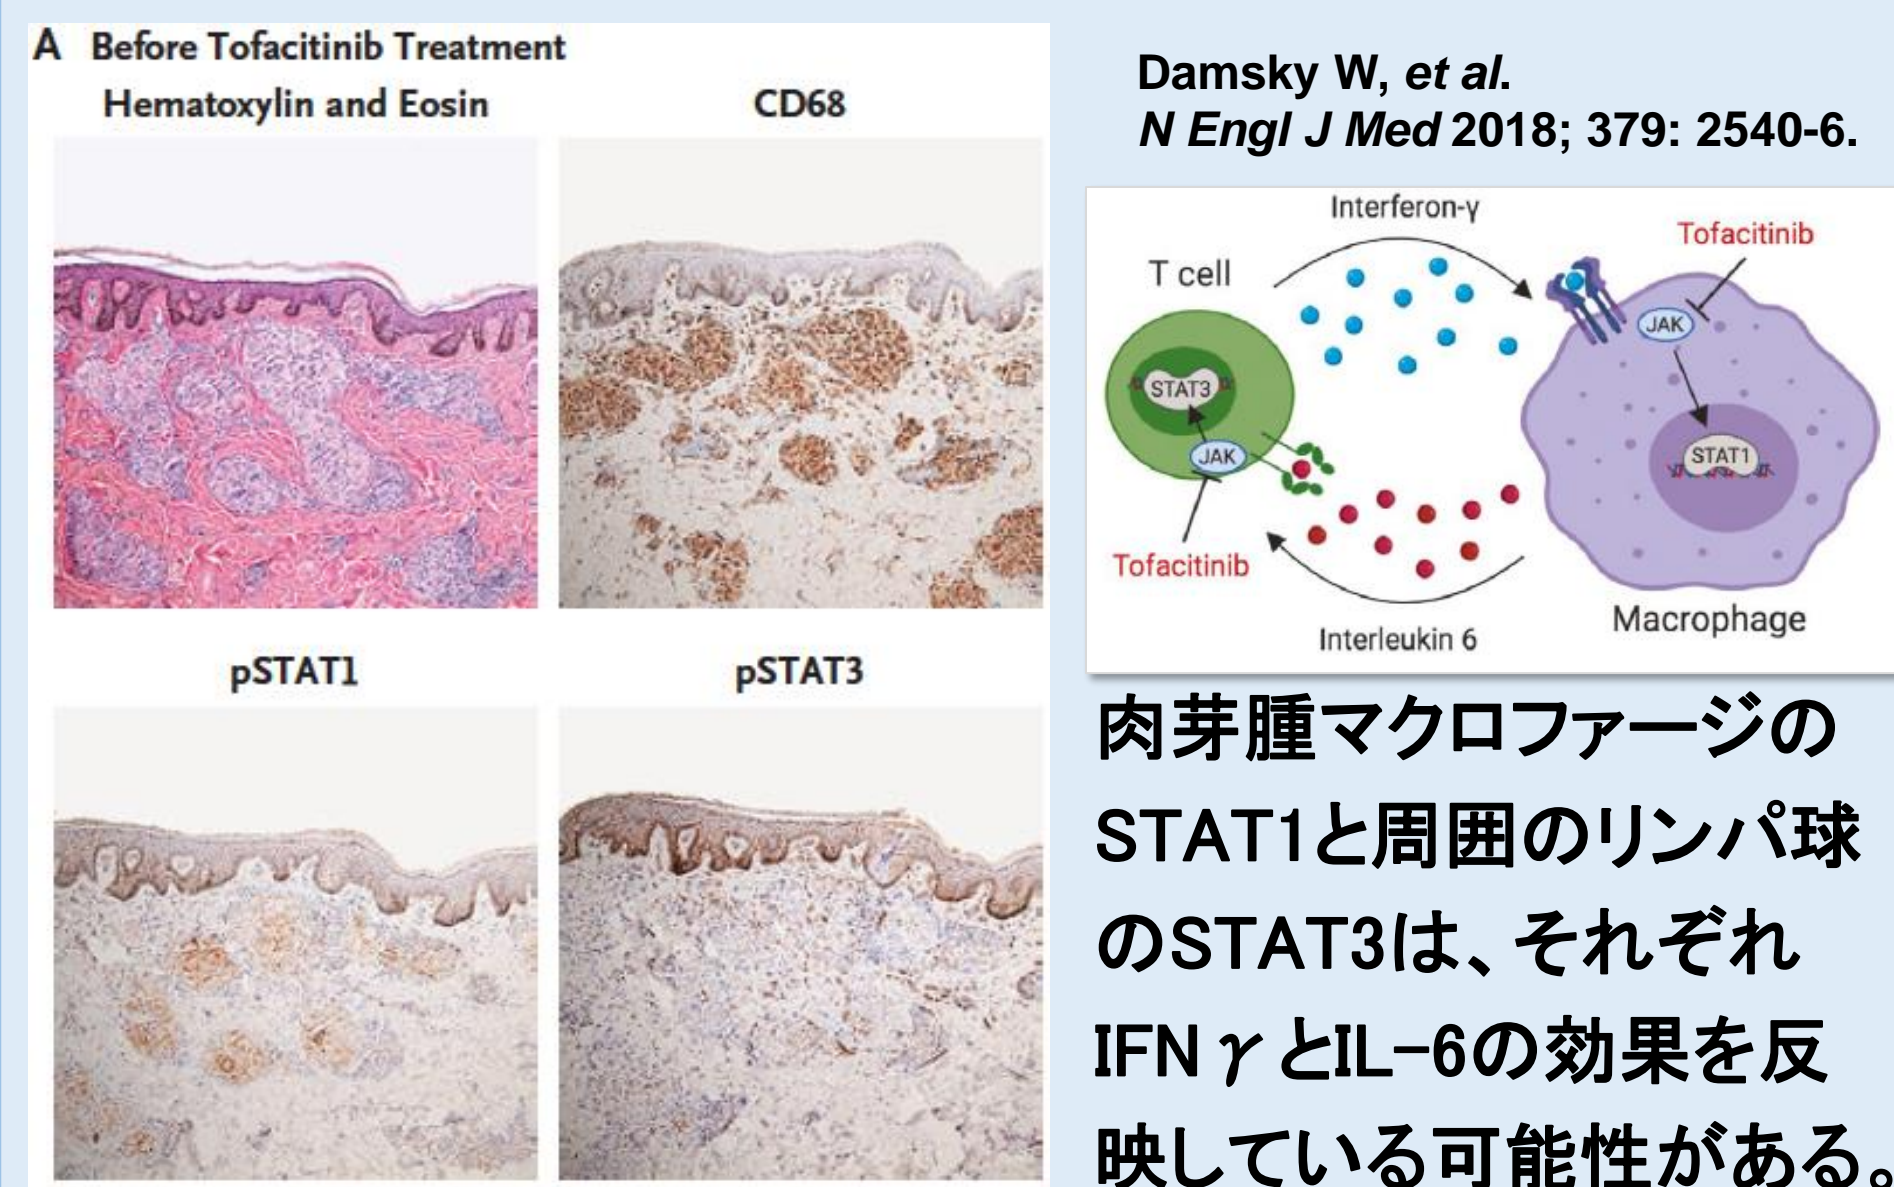 A Before Tofacitinib Treatment
Hematoxylin and Eosin
CD68
pSTAT1
pSTAT3
Damsky W, et al.
N Engl J Med 2018; 379: 2540-6.
Interferon-γ
Tofacitinib
T cell
JAK
STAT3
STAT1
JAK
Tofacitinib
Macrophage
Interleukin 6
肉芽腫マクロファージの
STAT1と周囲のリンパ球
のSTAT3は、それぞれ
IFNγとIL-6の効果を反
映している可能性がある。